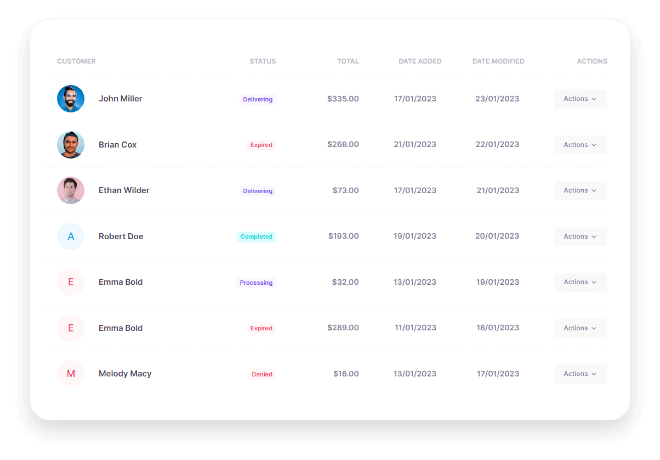 CUSTOMER STATUS TOTAL DATE ADDED DATE MODIFIED ACTIONS
John Miller Delivering $335.00 17/01/2023 23/01/2023 Actions
Brian Cox Expired $268.00 21/01/2023 22/01/2023 Actions
Ethan Wilder Delivering $73.00 17/01/2023 21/01/2023 Actions
A Robert Doe Completed $193.00 19/01/2023 20/01/2023 Actions
E Emma Bold Processing $32.00 13/01/2023 19/01/2023 Actions
E Emma Bold Expired $289.00 11/01/2023 18/01/2023 Actions
M Melody Macy Denied $16.00 13/01/2023 17/01/2023 Actions